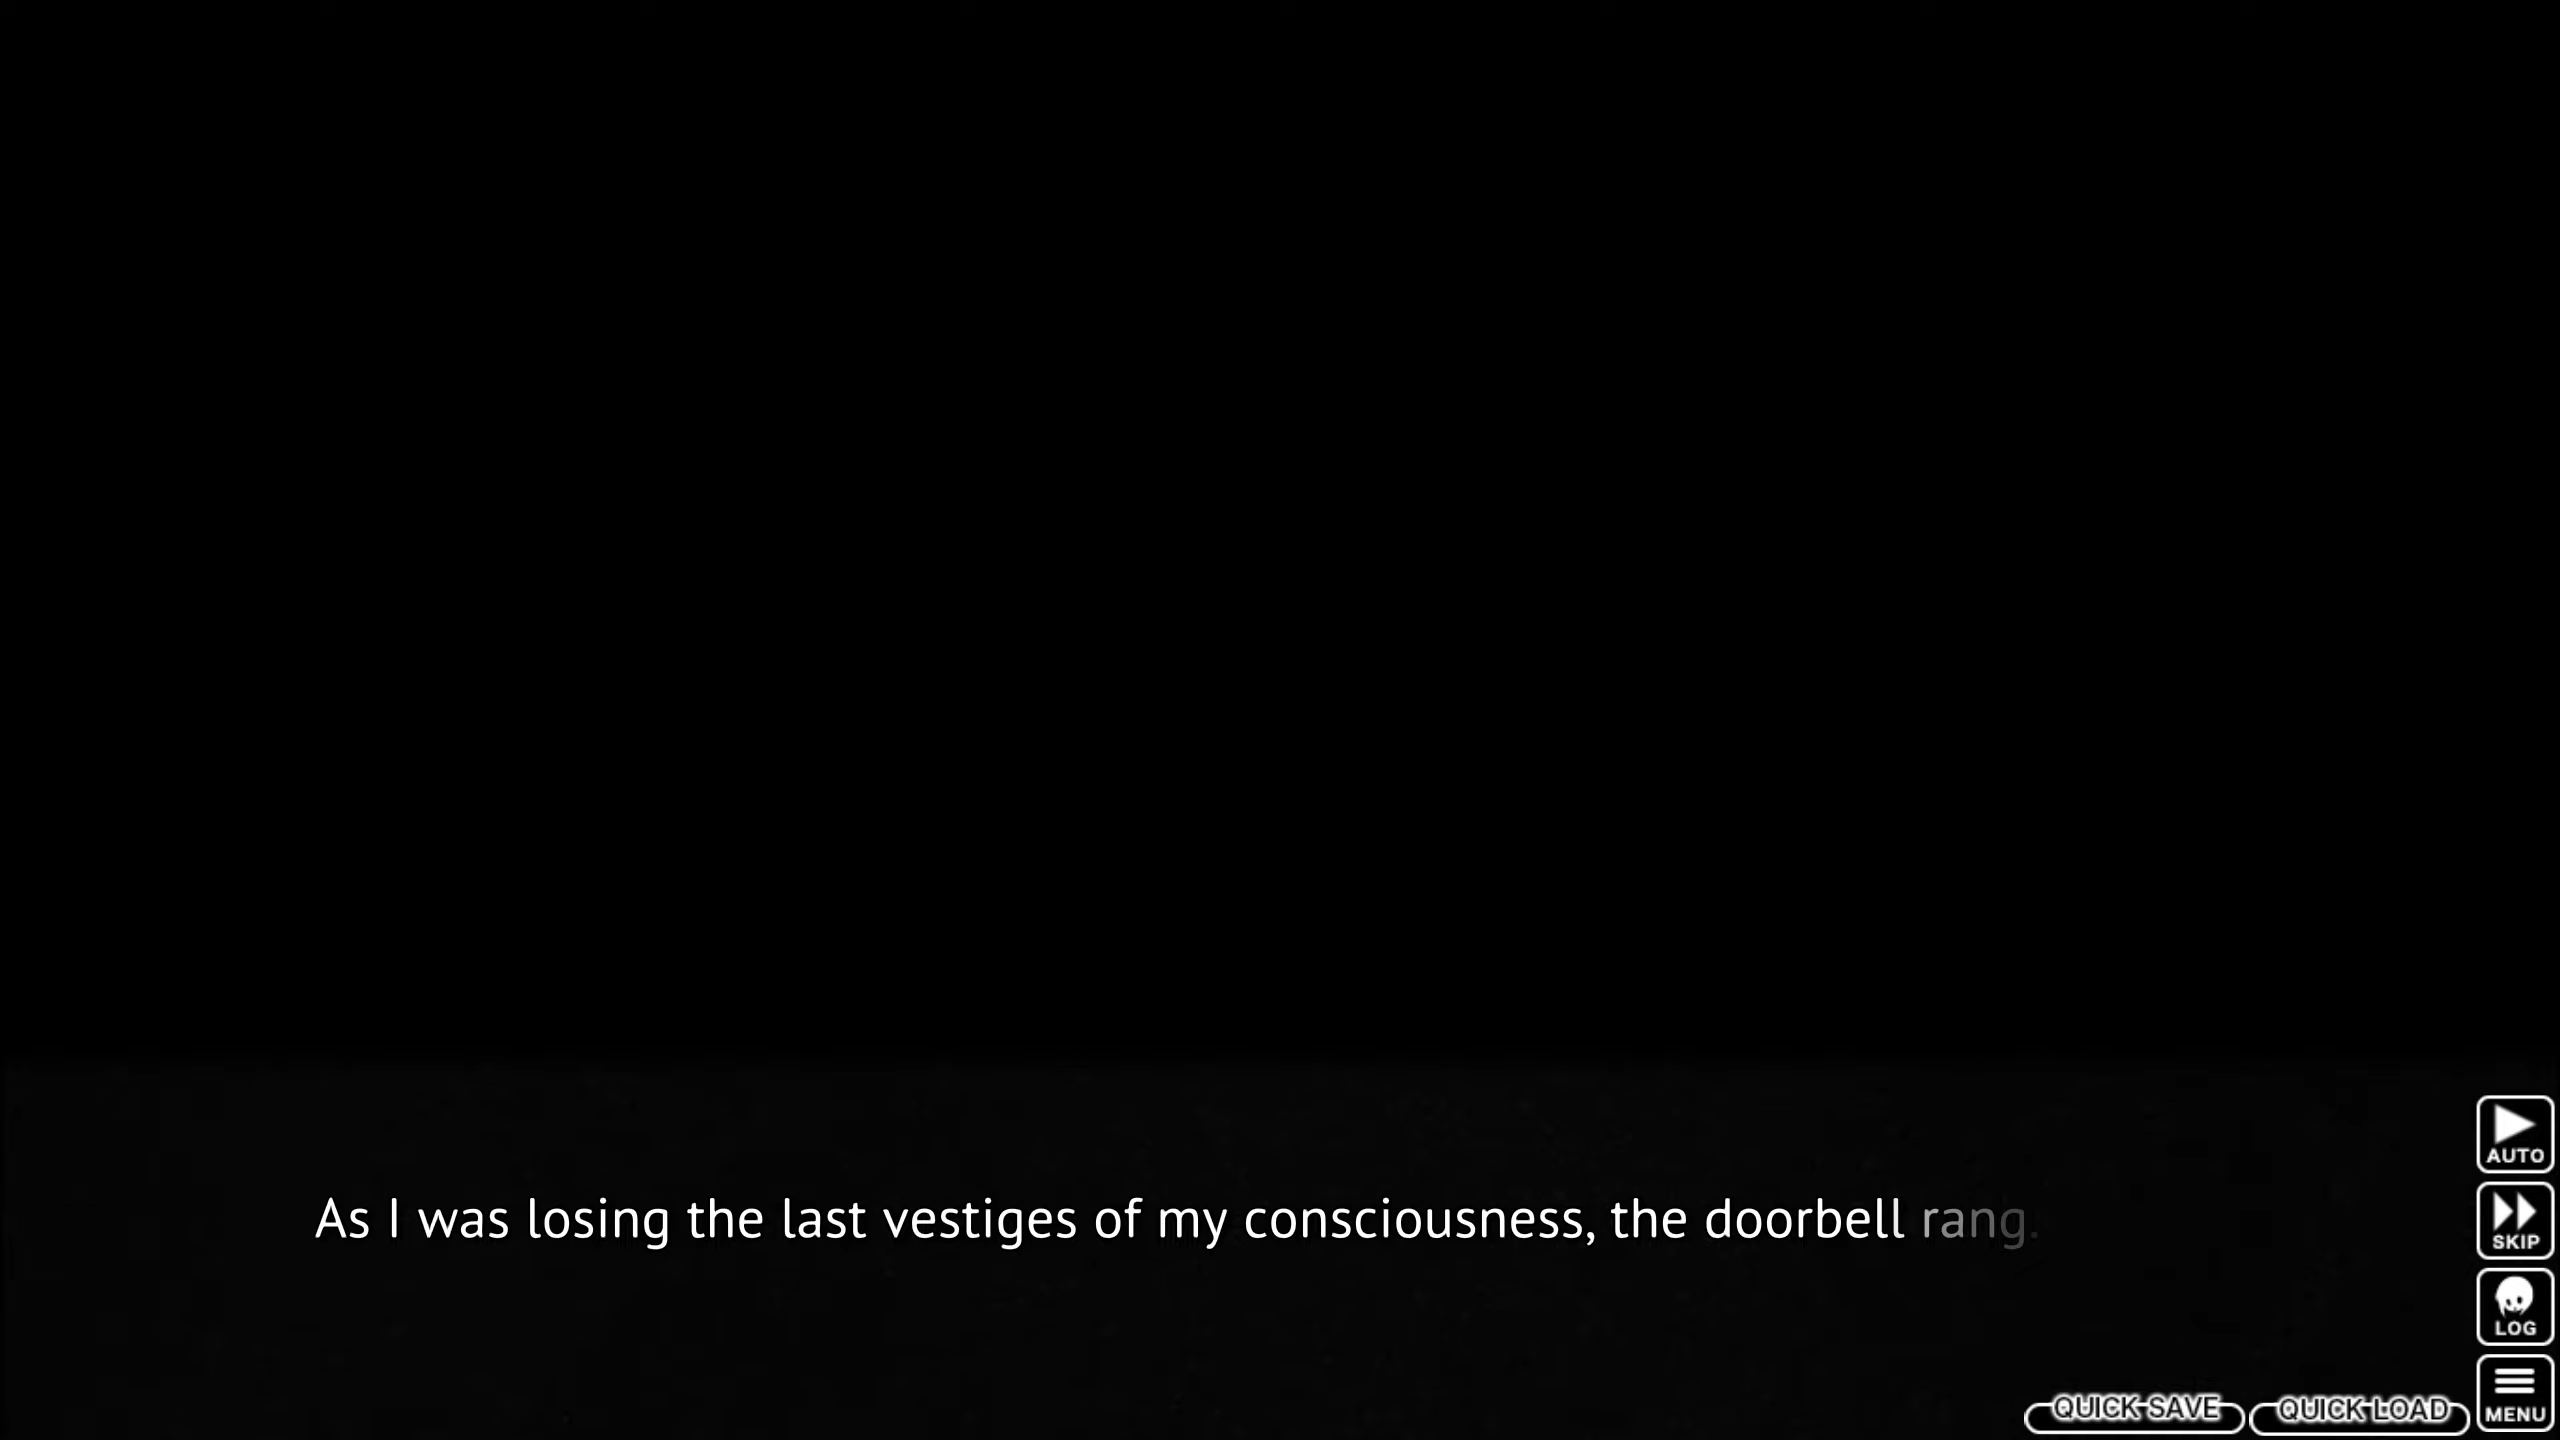 As I was losing the last vestiges of my consciousness, the doorbell rang.
AUTO
SKIP
LOG
MENU
QUICK SAVE
QUICK LOAD